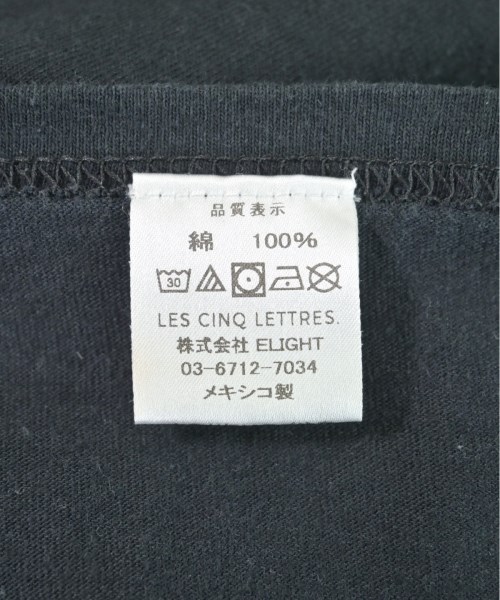 品質表示
綿 100%
30
LES CINQ LETTRES.
株式会社 ELIGHT
03-6712-7034
メキシコ製